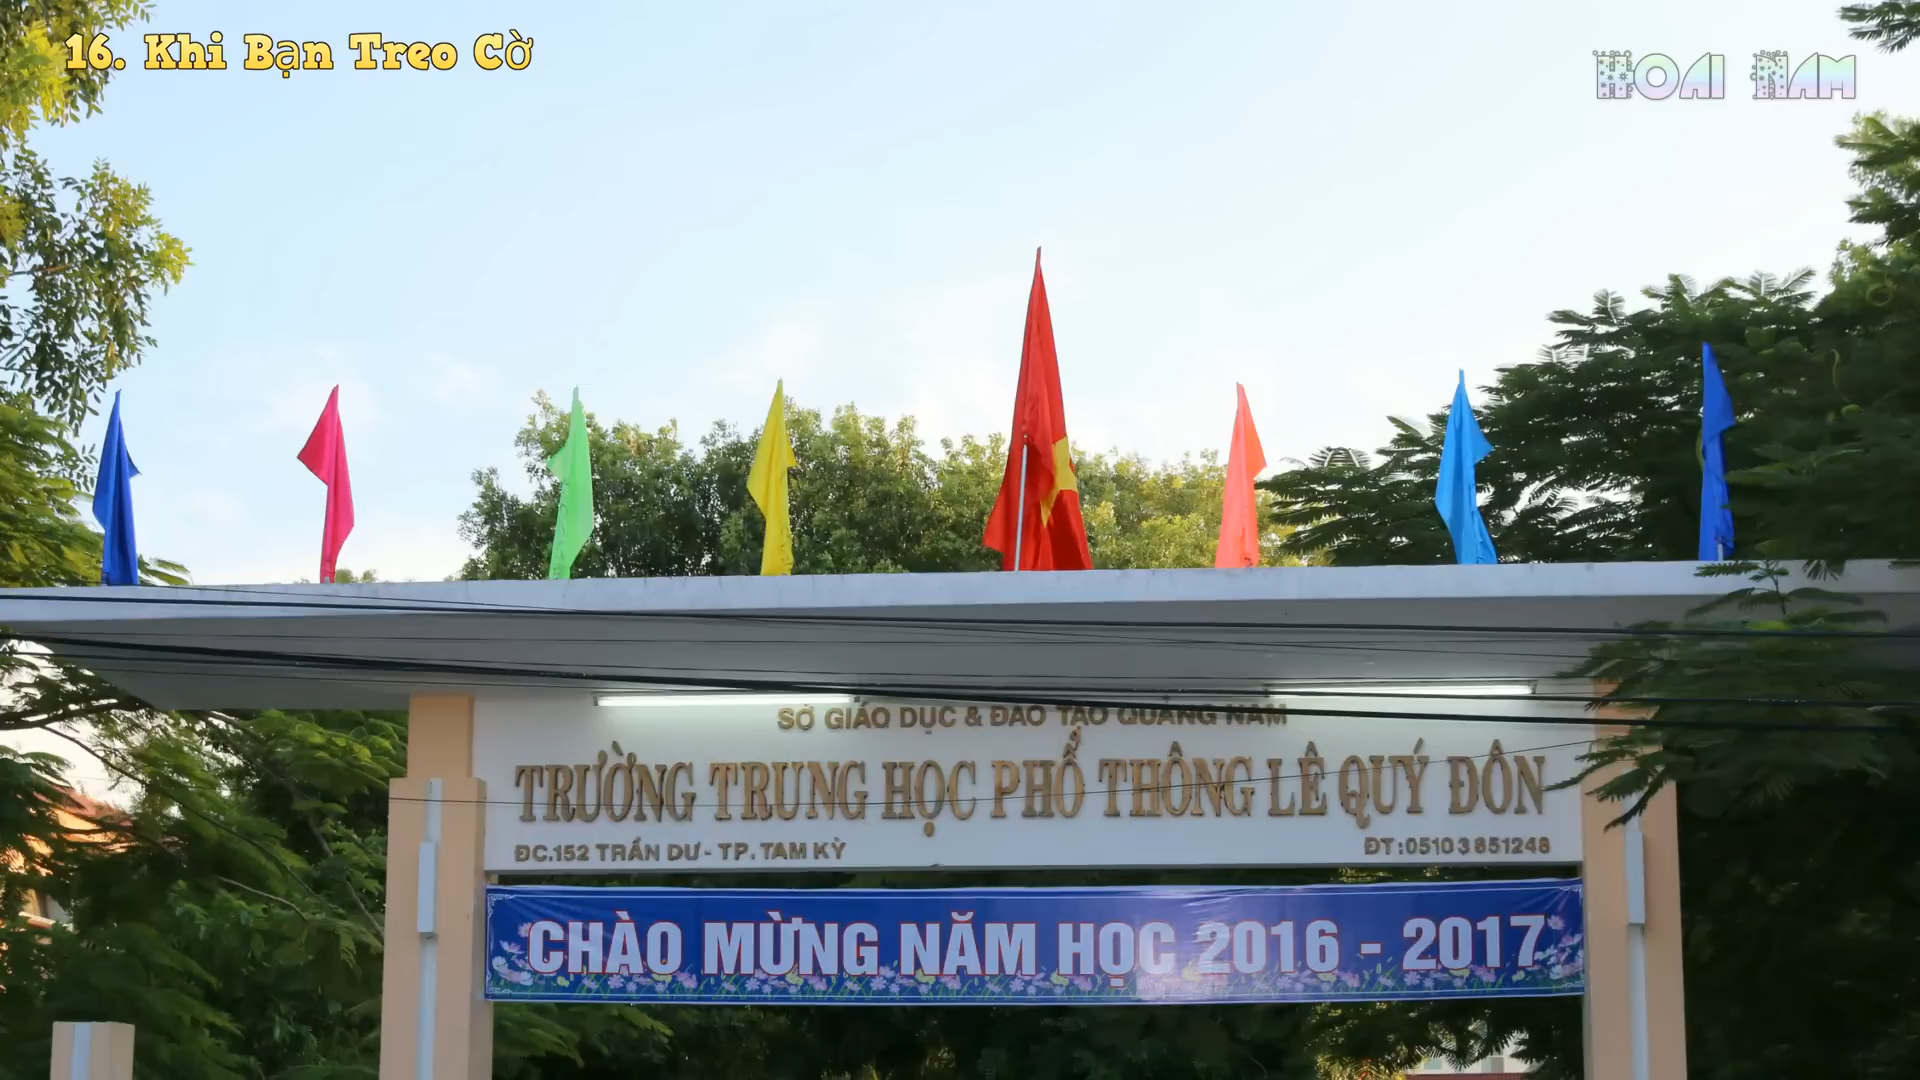 16. Khi Bạn Treo Cờ
HOAI NAM
SỞ GIÁO DỤC & ĐÀO TẠO QUẢNG NAM
TRƯỜNG TRUNG HỌC PHỔ THÔNG LÊ QUÝ ĐÔN
ĐC.152 TRẦN DƯ - TP. TAM KỲ
ĐT:0510 3 851248
CHÀO MỪNG NĂM HỌC 2016 - 2017